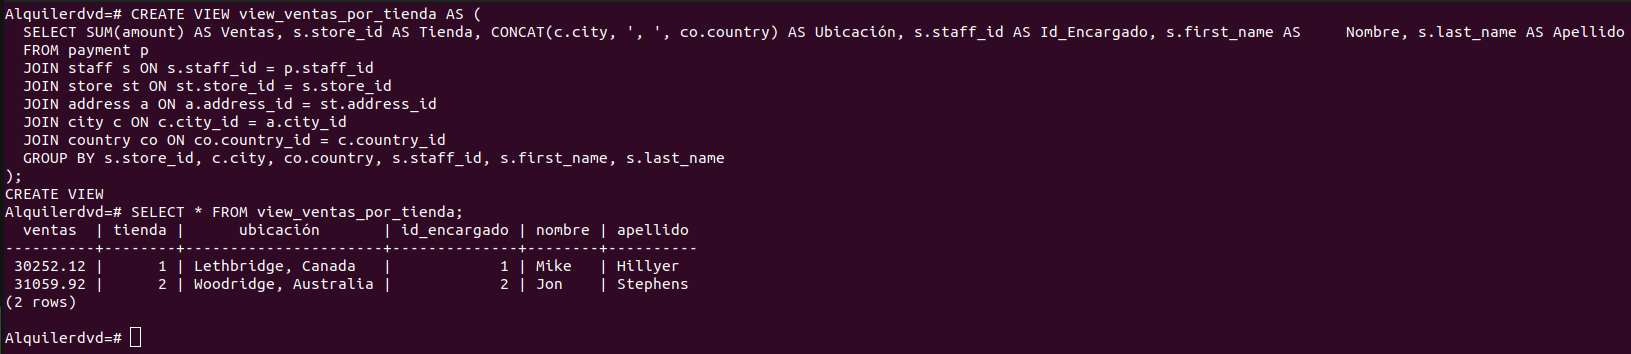 Alquilerdvd=# CREATE VIEW view_ventas_por_tienda AS (
  SELECT SUM(amount) AS Ventas, s.store_id AS Tienda, CONCAT(c.city, ', ', co.country) AS Ubicación, s.staff_id AS Id_Encargado, s.first_name AS     Nombre, s.last_name AS Apellido
  FROM payment p
  JOIN staff s ON s.staff_id = p.staff_id
  JOIN store st ON st.store_id = s.store_id
  JOIN address a ON a.address_id = st.address_id
  JOIN city c ON c.city_id = a.city_id
  JOIN country co ON co.country_id = c.country_id
  GROUP BY s.store_id, c.city, co.country, s.staff_id, s.first_name, s.last_name
);
CREATE VIEW
Alquilerdvd=# SELECT * FROM view_ventas_por_tienda;
  ventas  | tienda |      ubicación       | id_encargado | nombre | apellido
----------+--------+----------------------+--------------+--------+----------
 30252.12 |      1 | Lethbridge, Canada   |            1 | Mike   | Hillyer
 31059.92 |      2 | Woodridge, Australia |            2 | Jon    | Stephens
(2 rows)
Alquilerdvd=#